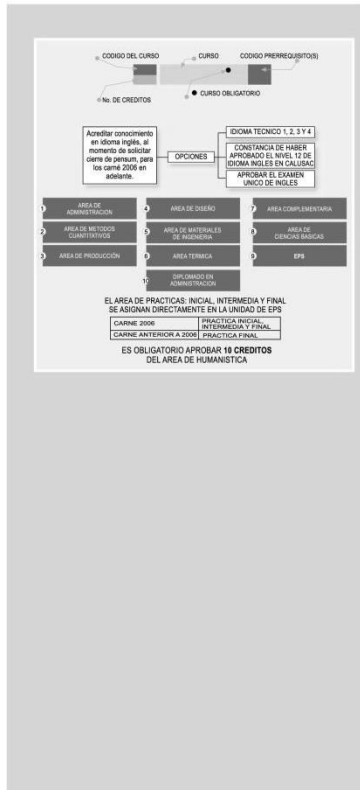 CODIGO DEL CURSO
CURSO
CODIGO PRERREQUISITO(S)
No. DE CREDITOS
CURSO OBLIGATORIO
Acreditar conocimiento
en idioma inglés, al
momento de solicitar
cierre de pensum, para
los carné 2006 en
adelante.
OPCIONES
IDIOMA TECNICO 1, 2, 3 Y 4
CONSTANCIA DE HABER
APROBADO EL NIVEL 12 DE
IDIOMA INGLES EN CALUSAC
APROBAR EL EXAMEN
UNICO DE INGLES
1 AREA DE
ADMINISTRACION
4 AREA DE DISEÑO
7 AREA COMPLEMENTARIA
2 AREA DE METODOS
CUANTITATIVOS
5 AREA DE MATERIALES
DE INGENIERIA
8 AREA DE
CIENCIAS BASICAS
3 AREA DE PRODUCCIÓN
6 AREA TERMICA
9 EPS
10 DIPLOMADO EN
ADMINISTRACION
EL AREA DE PRACTICAS: INICIAL, INTERMEDIA Y FINAL
SE ASIGNAN DIRECTAMENTE EN LA UNIDAD DE EPS
CARNE 2006
PRACTICA INICIAL,
INTERMEDIA Y FINAL
CARNE ANTERIOR A 2006
PRACTICA FINAL
ES OBLIGATORIO APROBAR 10 CREDITOS
DEL AREA DE HUMANISTICA